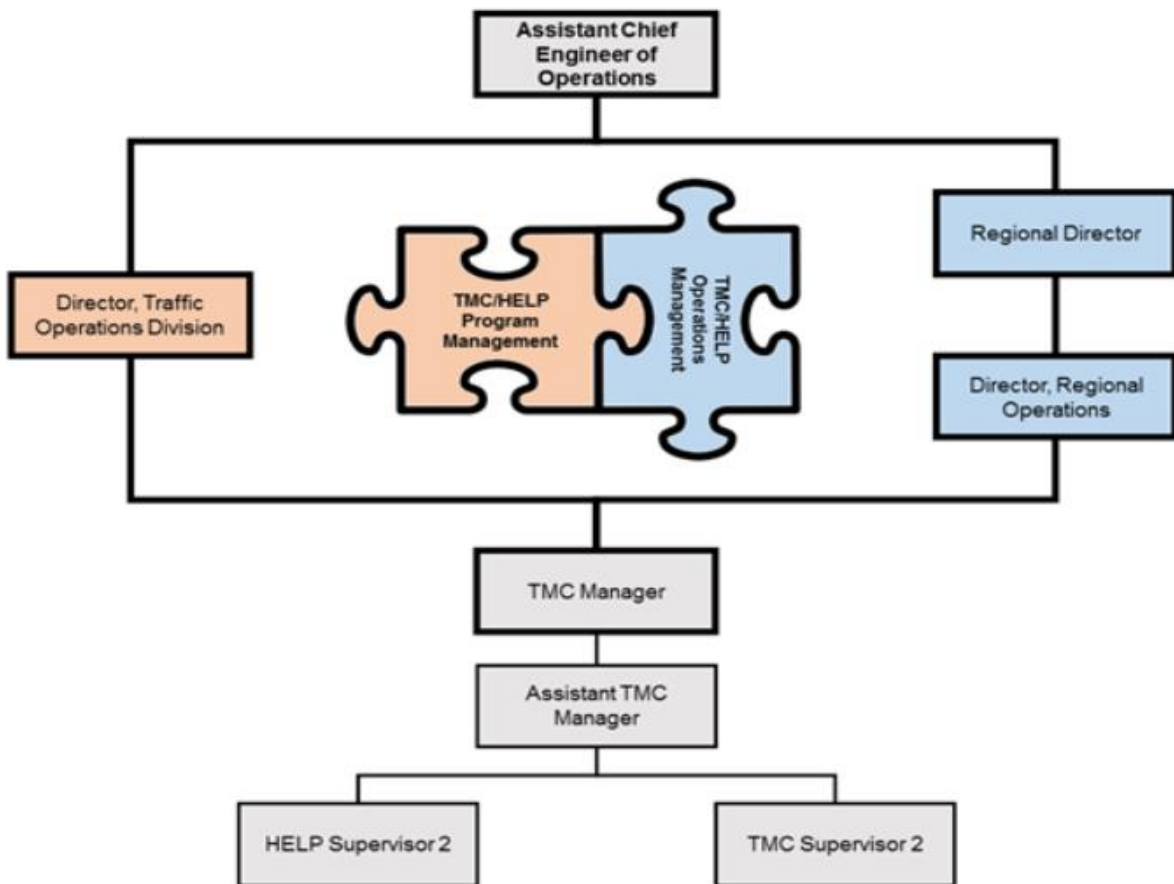 Assistant Chief
Engineer of
Operations
Regional Director
Director, Traffic
Operations Division
TMC/HELP
Program
Management
TMC/HELP
Operations
Management
Director, Regional
Operations
TMC Manager
Assistant TMC
Manager
HELP Supervisor 2
TMC Supervisor 2